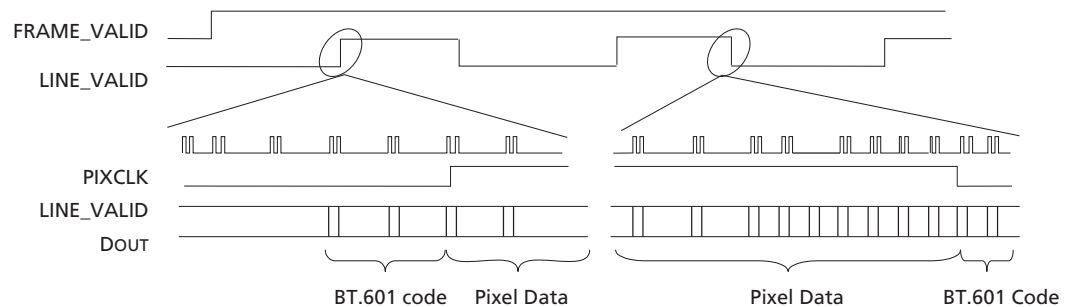 FRAME_VALID
LINE_VALID
PIXCLK
LINE_VALID
DOUT
BT.601 code Pixel Data Pixel Data BT.601 Code